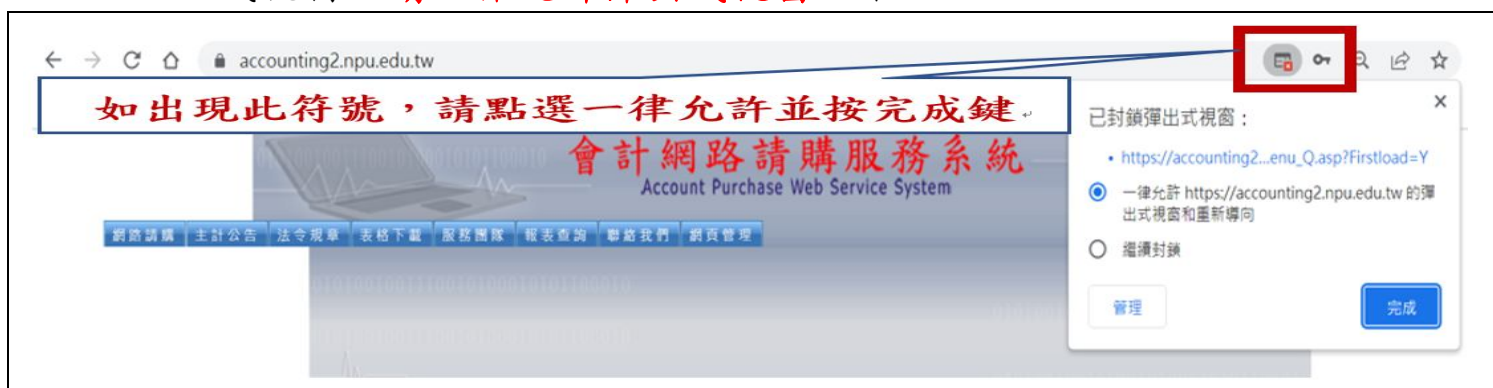 accounting2.npu.edu.tw
如出現此符號，請點選一律允許並按完成鍵。
已封鎖彈出式視窗：
• https://accounting2...enu_Q.asp?Firstload=Y
一律允許 https://accounting2.npu.edu.tw 的彈
出式視窗和重新導向
繼續封鎖
管理
完成
會計網路請購服務系統
Account Purchase Web Service System
網路請購 主計公告 法令規章 表格下載 服務團隊 報表查詢 聯絡我們 網頁管理